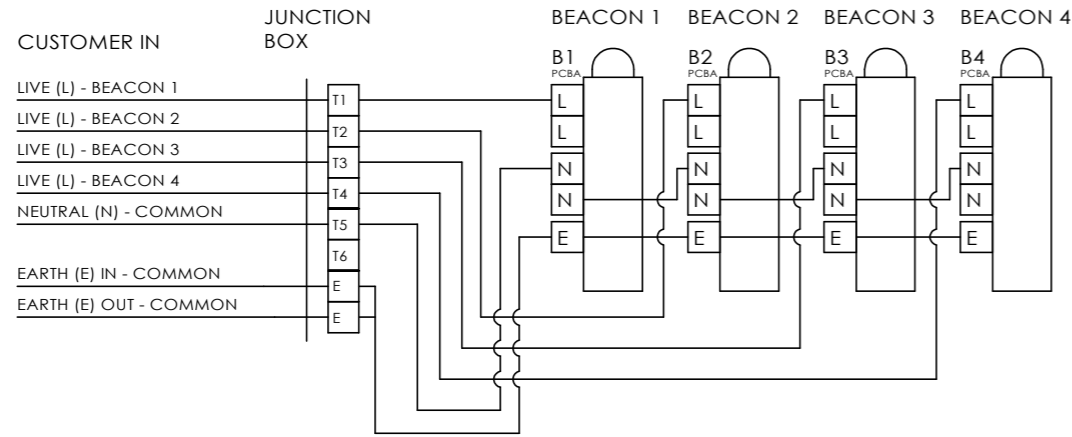 CUSTOMER IN
JUNCTION
BOX
BEACON 1
BEACON 2
BEACON 3
BEACON 4
LIVE (L) - BEACON 1
LIVE (L) - BEACON 2
LIVE (L) - BEACON 3
LIVE (L) - BEACON 4
NEUTRAL (N) - COMMON
EARTH (E) IN - COMMON
EARTH (E) OUT - COMMON
T1
T2
T3
T4
T5
T6
E
E
B1
PCBA
L
L
N
N
E
B2
PCBA
L
L
N
N
E
B3
PCBA
L
L
N
N
E
B4
PCBA
L
L
N
N
E